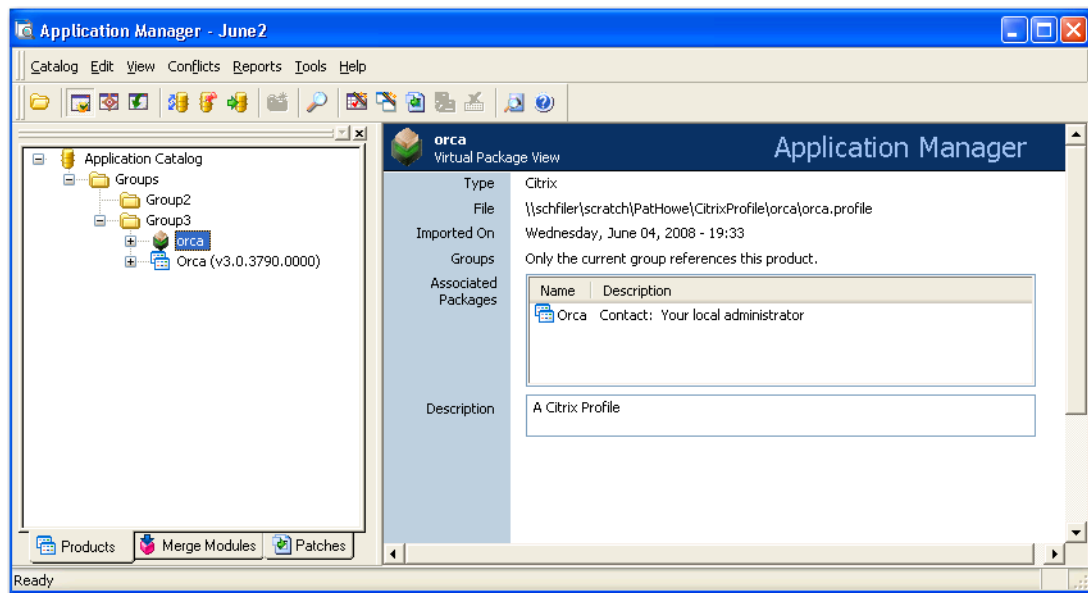 Application Manager - June2
Catalog Edit View Conflicts Reports Tools Help
Application Catalog
Groups
Group2
Group3
orca
Orca (v3.0.3790.0000)
Products
Merge Modules
Patches
orca
Virtual Package View
Application Manager
Type Citrix
File \\schfiler\scratch\PatHowe\CitrixProfile\orca\orca.profile
Imported On Wednesday, June 04, 2008 - 19:33
Groups Only the current group references this product.
Associated Packages
Name Description
Orca Contact: Your local administrator
Description A Citrix Profile
Ready